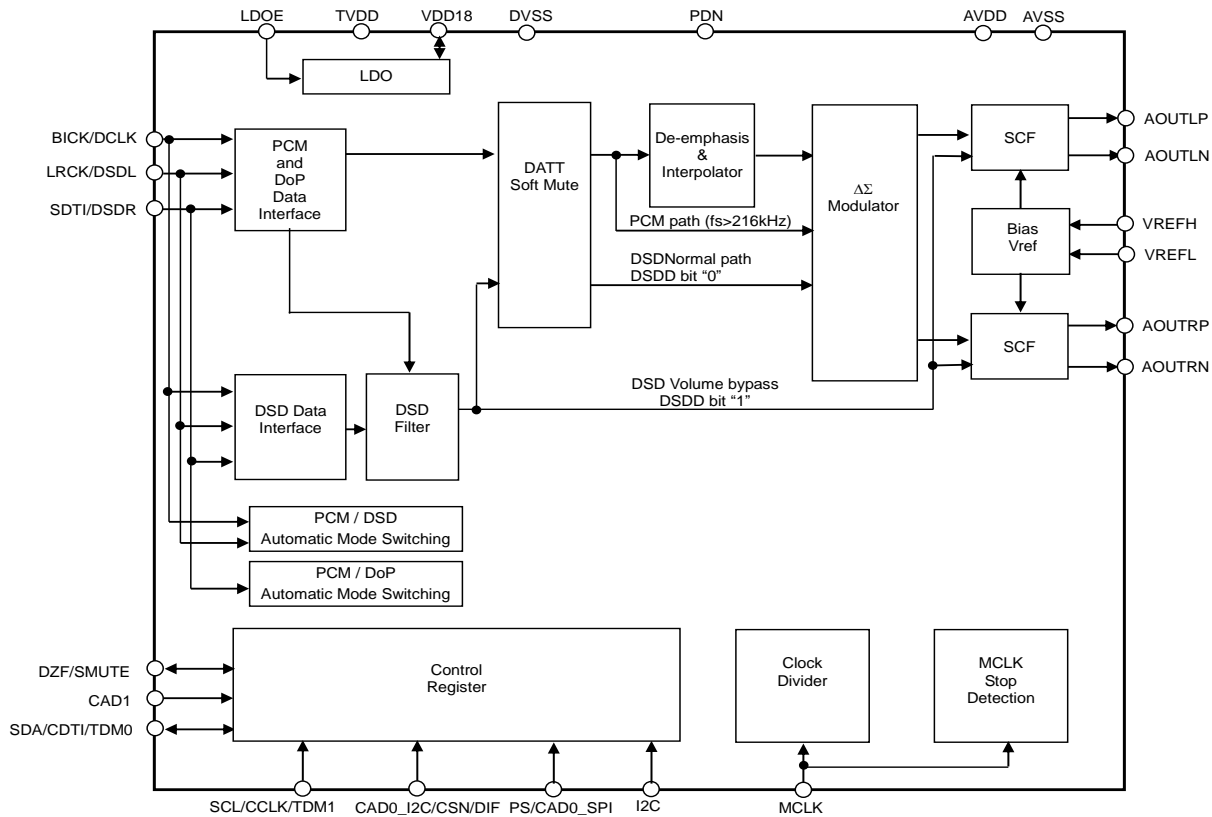 LDOE
TVDD
VDD18
DVSS
PDN
AVDD
AVSS
LDO
BICK/DCLK
LRCK/DSDL
SDTI/DSDR
PCM
and
DoP
Data
Interface
DATT
Soft Mute
De-emphasis
&
Interpolator
PCM path (fs>216kHz)
DSDNormal path
DSDD bit “0”
ΔΣ
Modulator
SCF
AOUTLP
AOUTLN
Bias
Vref
VREFH
VREFL
SCF
AOUTRP
AOUTRN
DSD Data
Interface
DSD
Filter
DSD Volume bypass
DSDD bit “1”
PCM / DSD
Automatic Mode Switching
PCM / DoP
Automatic Mode Switching
DZF/SMUTE
CAD1
SDA/CDTI/TDM0
Control
Register
Clock
Divider
MCLK
Stop
Detection
SCL/CCLK/TDM1
CAD0_I2C/CSN/DIF
PS/CAD0_SPI
I2C
MCLK